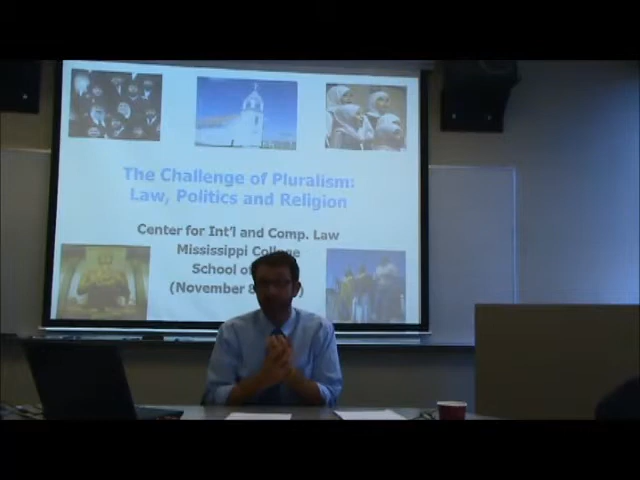 The Challenge of Pluralism:
Law, Politics and Religion
Center for Int'l and Comp. Law
Mississippi College
School of
(November 8